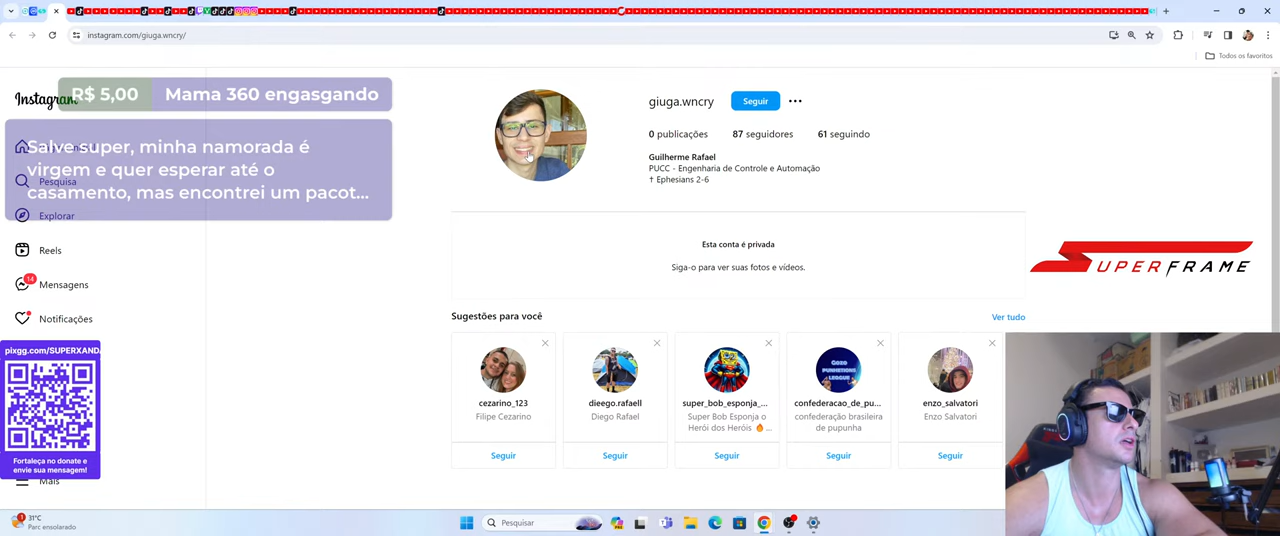 instagram.com/giuga.wncry/
Todos os favoritos
Instagram
R$ 5,00 Mama 360 engasgando
Salve super, minha namorada é
virgem e quer esperar até o
casamento, mas encontrei um pacot...
Pesquisa
Explorar
Reels
14
Mensagens
Notificações
pixgg.com/SUPERXANDA
Fortaleça no donate e
envie sua mensagem!
Mais
giuga.wncry
Seguir
0 publicações 87 seguidores 61 seguindo
Guilherme Rafael
PUCC - Engenharia de Controle e Automação
† Ephesians 2-6
Esta conta é privada
Siga-o para ver suas fotos e vídeos.
Sugestões para você
Ver tudo
cezarino_123
Filipe Cezarino
Seguir
dieego.rafaell
Diego Rafael
Seguir
super_bob_esponja_...
Super Bob Esponja o
Herói dos Heróis 🔥 ...
Seguir
confederacao_de_pu...
confederação brasileira
de pupunha
Seguir
enzo_salvatori
Enzo Salvatori
Seguir
SUPERFRAME
1
31°C
Parc ensolarado
Pesquisar